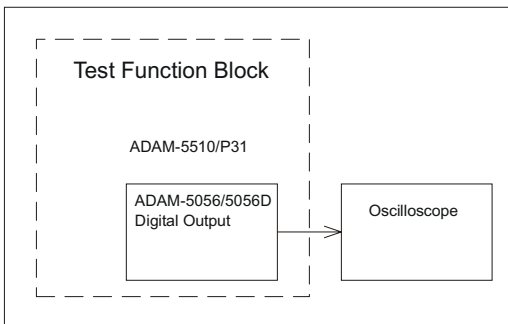 Test Function Block
ADAM-5510/P31
ADAM-5056/5056D
Digital Output
Oscilloscope